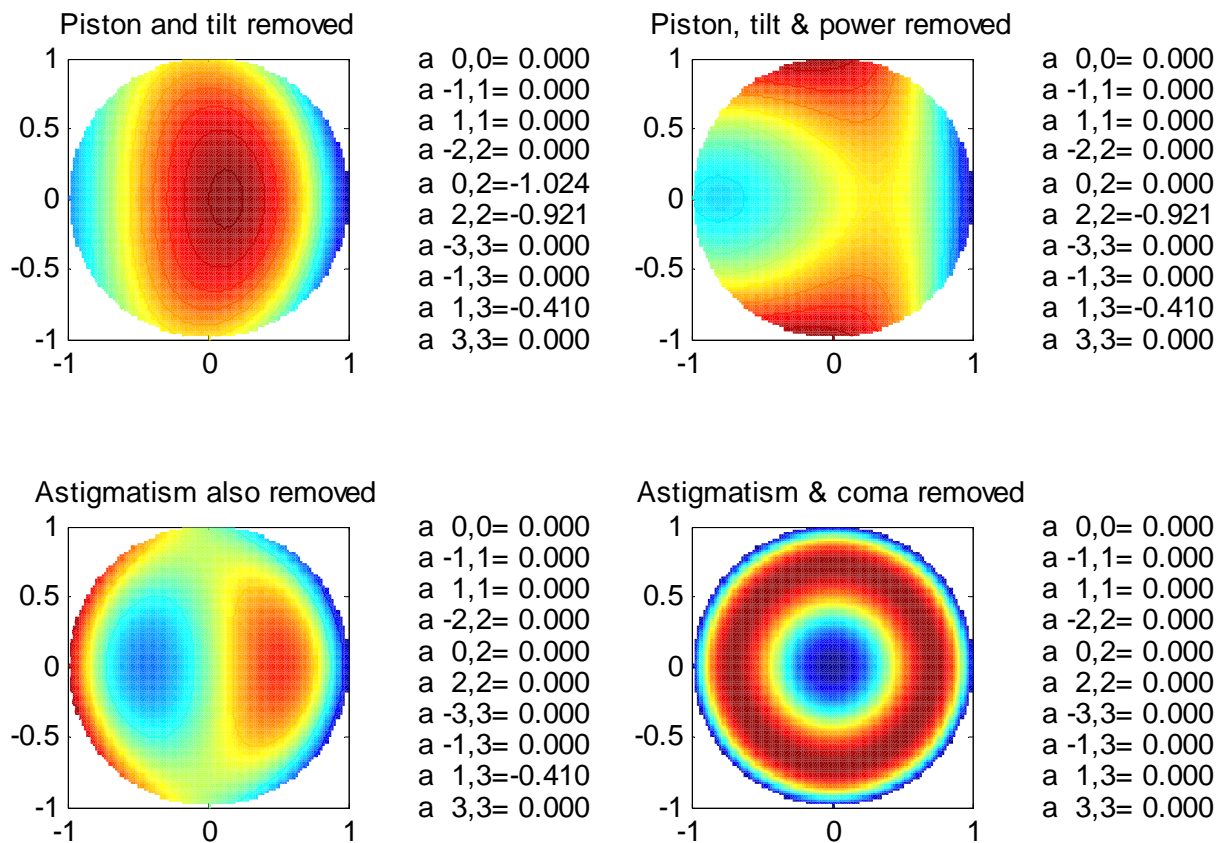 Piston and tilt removed
1
0.5
0
-0.5
-1
-1 0 1
a 0,0= 0.000
a -1,1= 0.000
a 1,1= 0.000
a -2,2= 0.000
a 0,2=-1.024
a 2,2=-0.921
a -3,3= 0.000
a -1,3= 0.000
a 1,3=-0.410
a 3,3= 0.000
Piston, tilt & power removed
1
0.5
0
-0.5
-1
-1 0 1
a 0,0= 0.000
a -1,1= 0.000
a 1,1= 0.000
a -2,2= 0.000
a 0,2= 0.000
a 2,2=-0.921
a -3,3= 0.000
a -1,3= 0.000
a 1,3=-0.410
a 3,3= 0.000
Astigmatism also removed
1
0.5
0
-0.5
-1
-1 0 1
a 0,0= 0.000
a -1,1= 0.000
a 1,1= 0.000
a -2,2= 0.000
a 0,2= 0.000
a 2,2= 0.000
a -3,3= 0.000
a -1,3= 0.000
a 1,3=-0.410
a 3,3= 0.000
Astigmatism & coma removed
1
0.5
0
-0.5
-1
-1 0 1
a 0,0= 0.000
a -1,1= 0.000
a 1,1= 0.000
a -2,2= 0.000
a 0,2= 0.000
a 2,2= 0.000
a -3,3= 0.000
a -1,3= 0.000
a 1,3= 0.000
a 3,3= 0.000